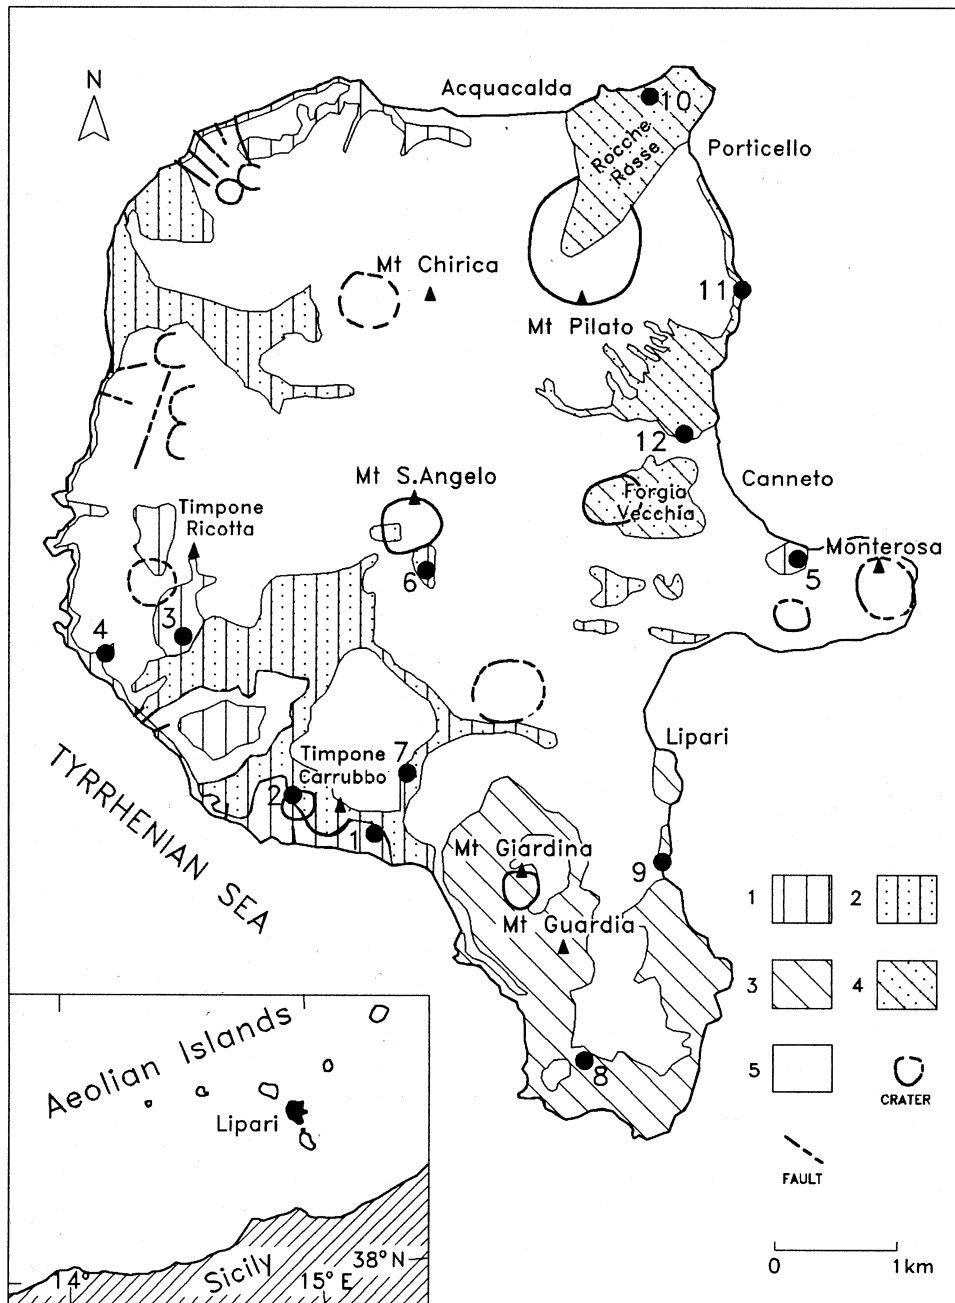 N
Acquacalda
10
Rocche
Rosse
Porticello
Mt Chirica
11
Mt Pilato
12
Mt S.Angelo
Canneto
Forgia
Vecchia
Timpone
Ricotta
Monterosa
6
5
3
4
Lipari
TYRRHENIAN SEA
Timpone
Carrubbo
7
2
1
Mt Giardina
9
Mt Guardia
8
1
2
3
4
5
CRATER
FAULT
0
1km
Aeolian Islands
Lipari
Sicily
38°N
14°
15°E